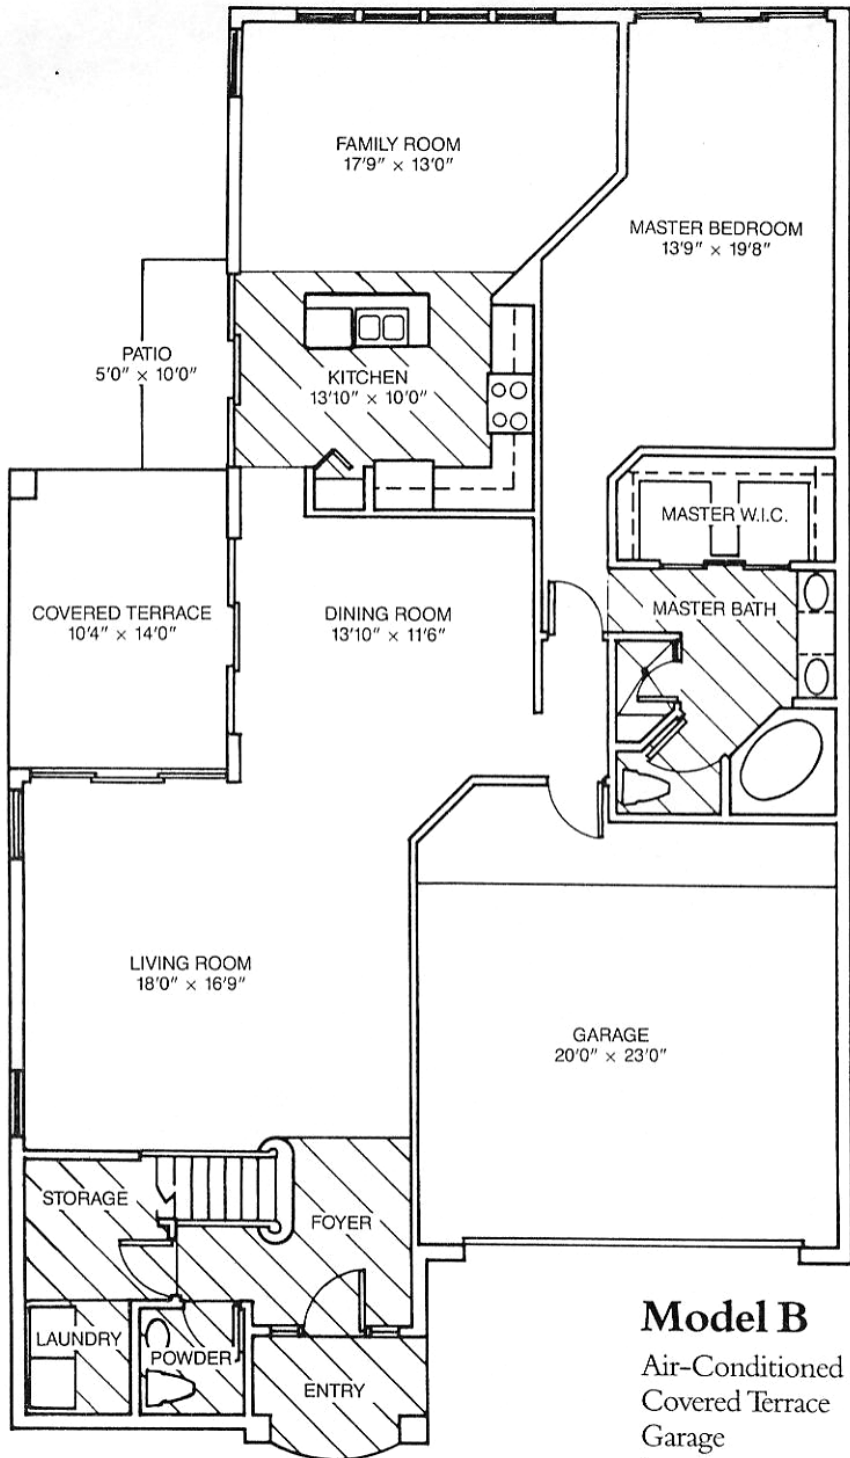 FAMILY ROOM
17'9" × 13'0"
MASTER BEDROOM
13'9" × 19'8"
PATIO
5'0" × 10'0"
KITCHEN
13'10" × 10'0"
MASTER W.I.C.
COVERED TERRACE
10'4" × 14'0"
DINING ROOM
13'10" × 11'6"
MASTER BATH
LIVING ROOM
18'0" × 16'9"
GARAGE
20'0" × 23'0"
STORAGE
FOYER
LAUNDRY
POWDER
ENTRY
Model B
Air-Conditioned
Covered Terrace
Garage